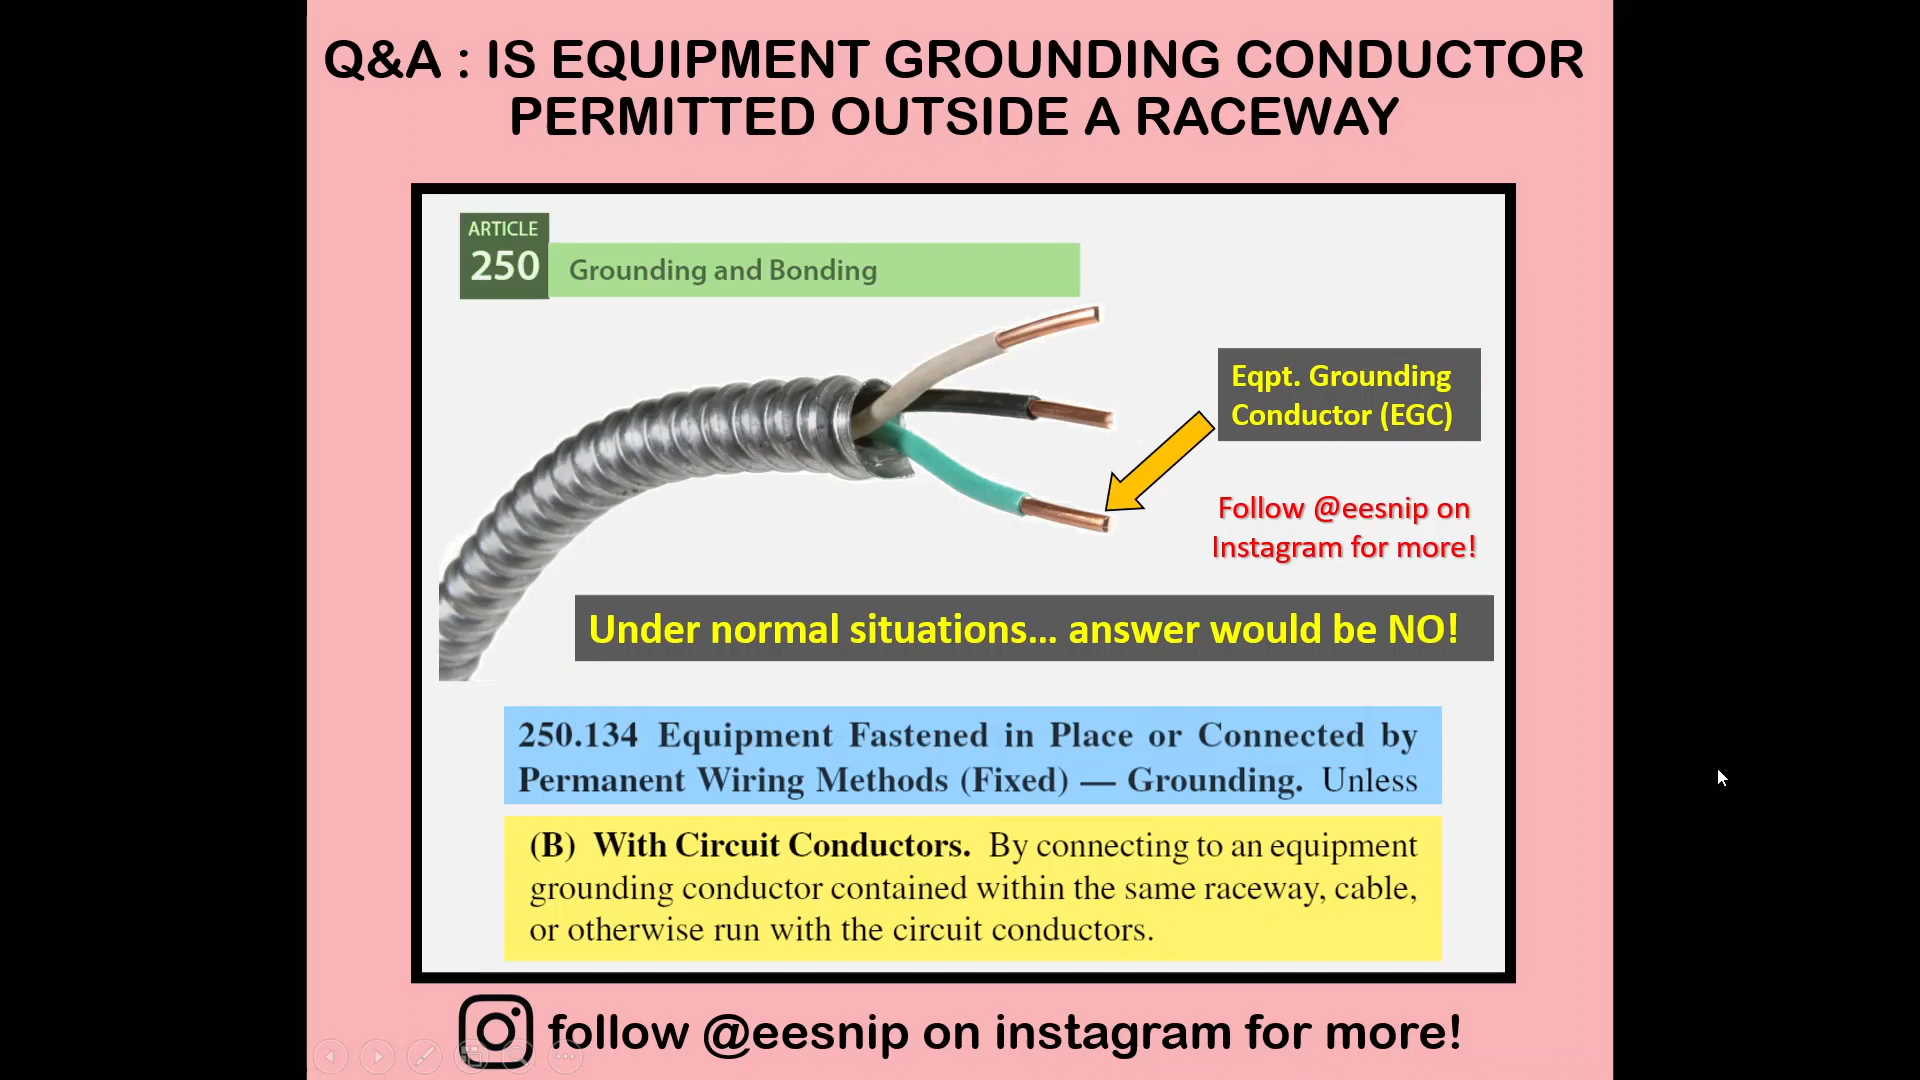 Q&A : IS EQUIPMENT GROUNDING CONDUCTOR
PERMITTED OUTSIDE A RACEWAY
ARTICLE
250
Grounding and Bonding
Eqpt. Grounding
Conductor (EGC)
Follow @eesnip on
Instagram for more!
Under normal situations... answer would be NO!
250.134 Equipment Fastened in Place or Connected by
Permanent Wiring Methods (Fixed) — Grounding. Unless
(B) With Circuit Conductors. By connecting to an equipment
grounding conductor contained within the same raceway, cable,
or otherwise run with the circuit conductors.
follow @eesnip on instagram for more!